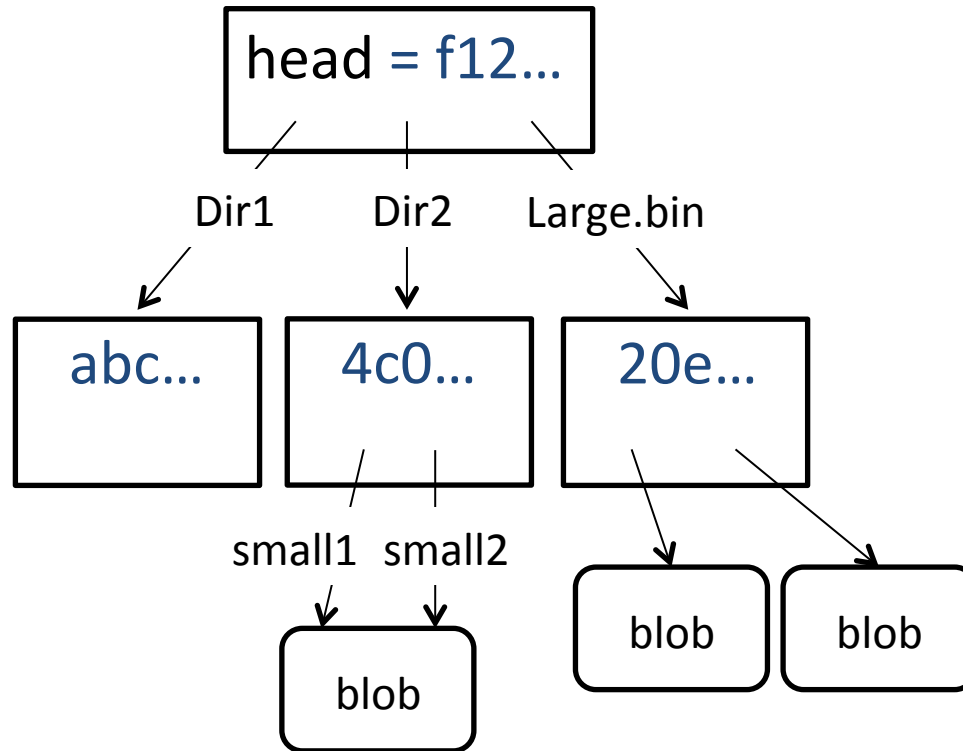 head = f12...
Dir1 Dir2 Large.bin
abc... 4c0... 20e...
small1 small2
blob blob
blob